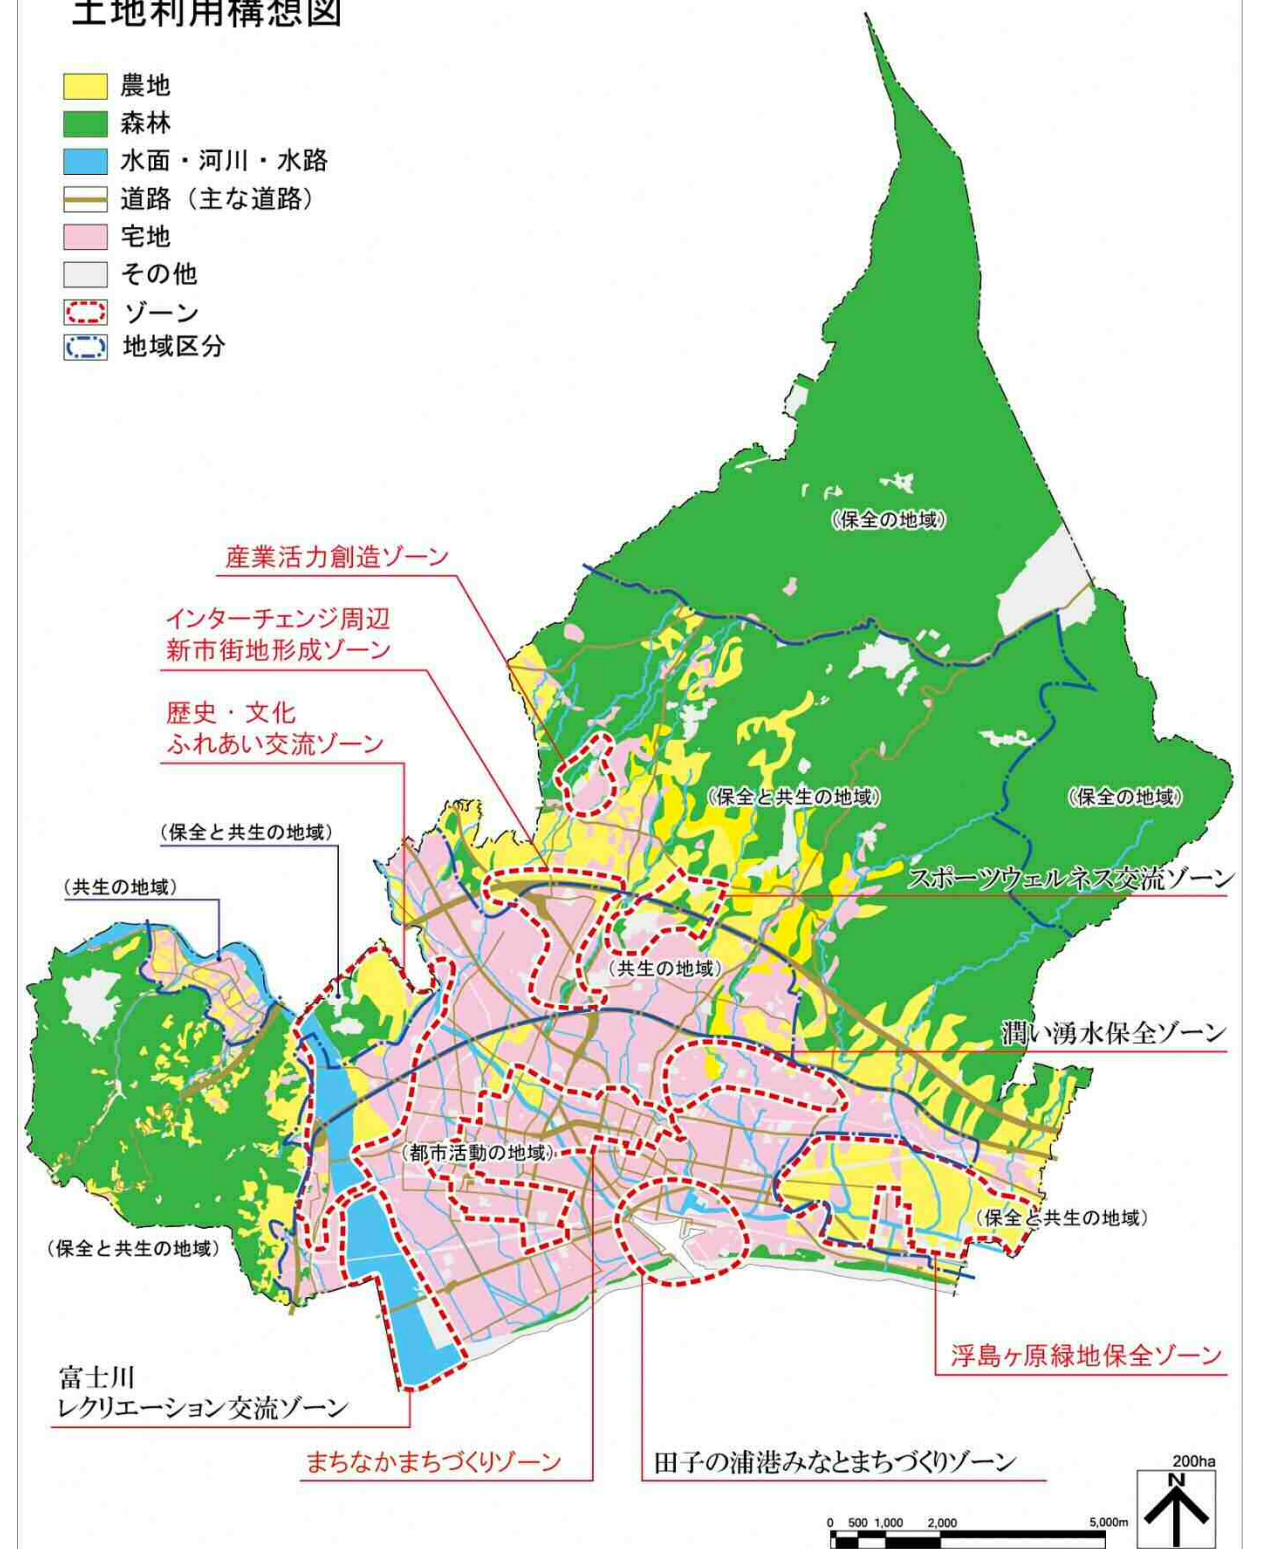 土地利用構想図
農地
森林
水面・河川・水路
道路（主な道路）
宅地
その他
ゾーン
地域区分
(保全の地域)
産業活力創造ゾーン
インターチェンジ周辺
新市街地形成ゾーン
歴史・文化
ふれあい交流ゾーン
(保全と共生の地域)
(保全の地域)
(保全と共生の地域)
(共生の地域)
スポーツウェルネス交流ゾーン
(共生の地域)
潤い湧水保全ゾーン
(都市活動の地域)
(保全と共生の地域)
(保全と共生の地域)
浮島ヶ原緑地保全ゾーン
富士川
レクリエーション交流ゾーン
まちなかまちづくりゾーン
田子の浦港みなとまちづくりゾーン
200ha
N
0 500 1,000 2,000 5,000m